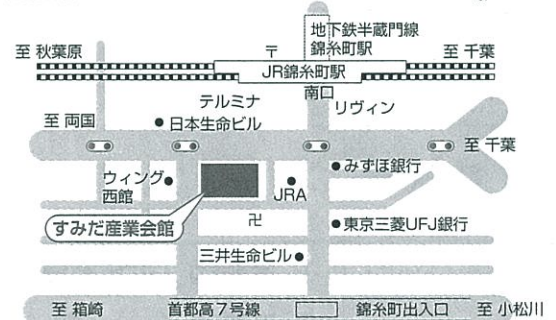 地下鉄半蔵門線
錦糸町駅
至 秋葉原
〒
至 千葉
JR錦糸町駅
南口
テルミナ
リヴィン
至 両国
日本生命ビル
至 千葉
みずほ銀行
ウィング
西館
JRA
すみだ産業会館
卍
東京三菱UFJ銀行
三井生命ビル
至 箱崎
首都高7号線
錦糸町出入口
至 小松川